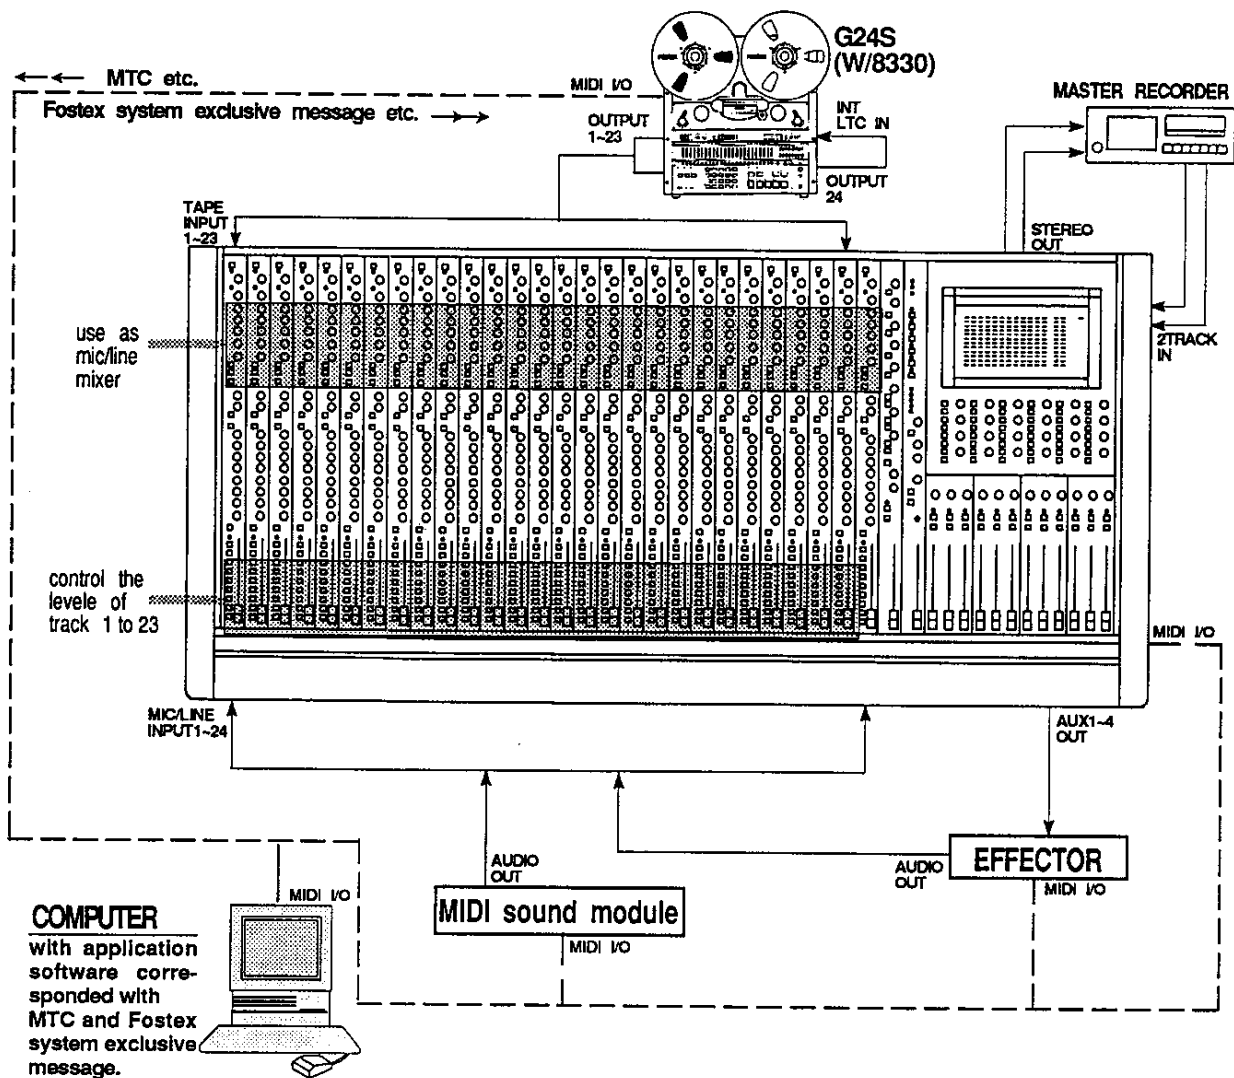 G24S
(W/8330)
MTC etc.
MIDI I/O
Fostex system exclusive message etc.
OUTPUT
1~23
INT
LTC IN
OUTPUT
24
MASTER RECORDER
TAPE
INPUT
1~23
STEREO
OUT
2TRACK
IN
use as
mic/line
mixer
control the
levele of
track 1 to 23
MIDI I/O
MIC/LINE
INPUT1~24
AUX1~4
OUT
AUDIO
OUT
EFFECTOR
AUDIO
OUT
MIDI I/O
MIDI sound module
MIDI I/O
MIDI I/O
COMPUTER
with application
software corre-
sponded with
MTC and Fostex
system exclusive
message.